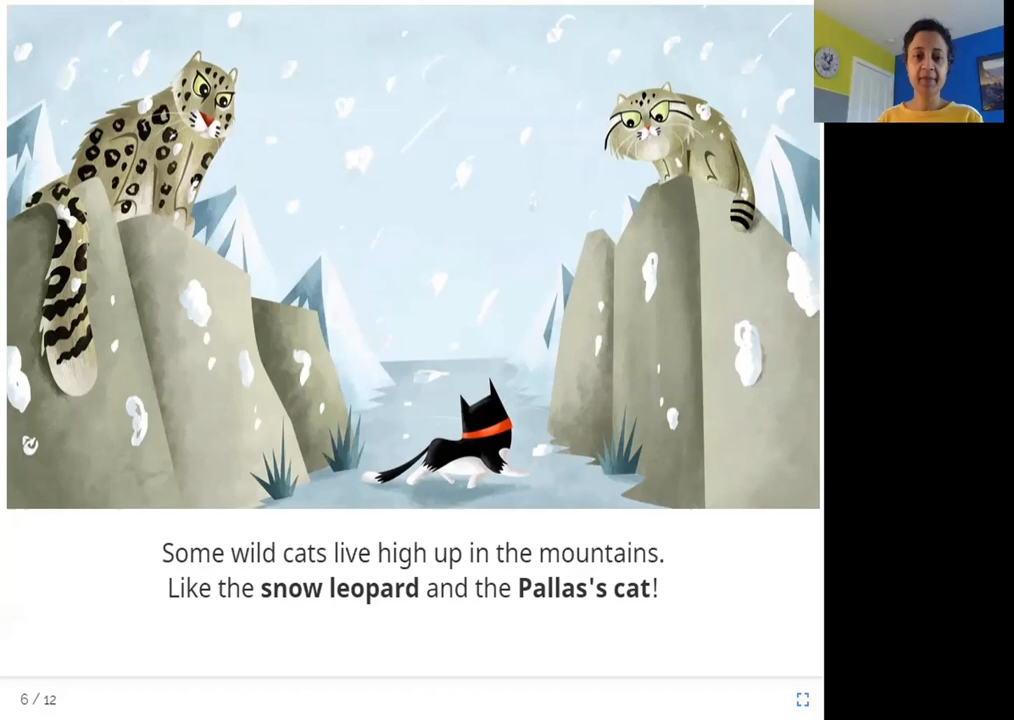 Some wild cats live high up in the mountains.
Like the snow leopard and the Pallas's cat!
6 / 12